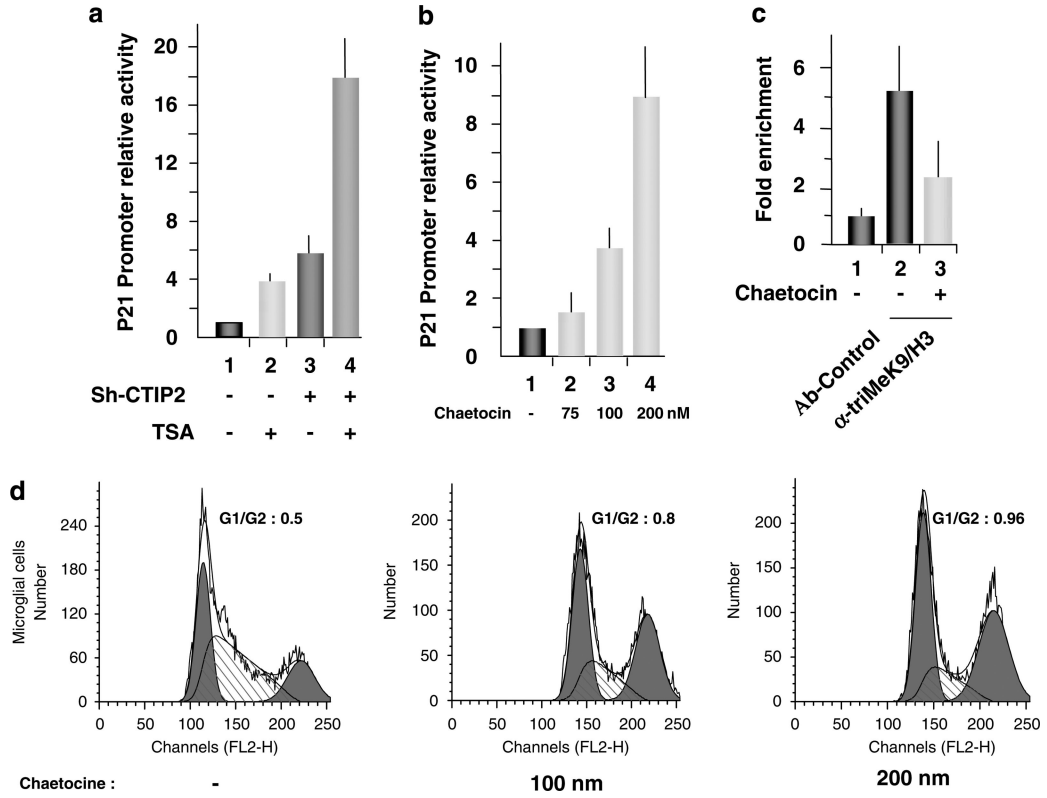 a
P21 Promoter relative activity
20
16
12
8
4
0
1 2 3 4
Sh-CTIP2 - - + +
TSA - + - +
b
P21 Promoter relative activity
10
8
6
4
2
0
1 2 3 4
Chaetocin - 75 100 200 nM
c
Fold enrichment
6
4
2
0
1 2 3
Chaetocin - - +
Ab-Control
α-triMeK9/H3
d
Microglial cells
Number
240
180
120
60
0
G1/G2 : 0.5
0 50 100 150 200 250
Channels (FL2-H)
Number
200
150
100
50
0
G1/G2 : 0.8
0 50 100 150 200 250
Channels (FL2-H)
Number
200
150
100
50
0
G1/G2 : 0.96
0 50 100 150 200 250
Channels (FL2-H)
Chaetocine : - 100 nm 200 nm